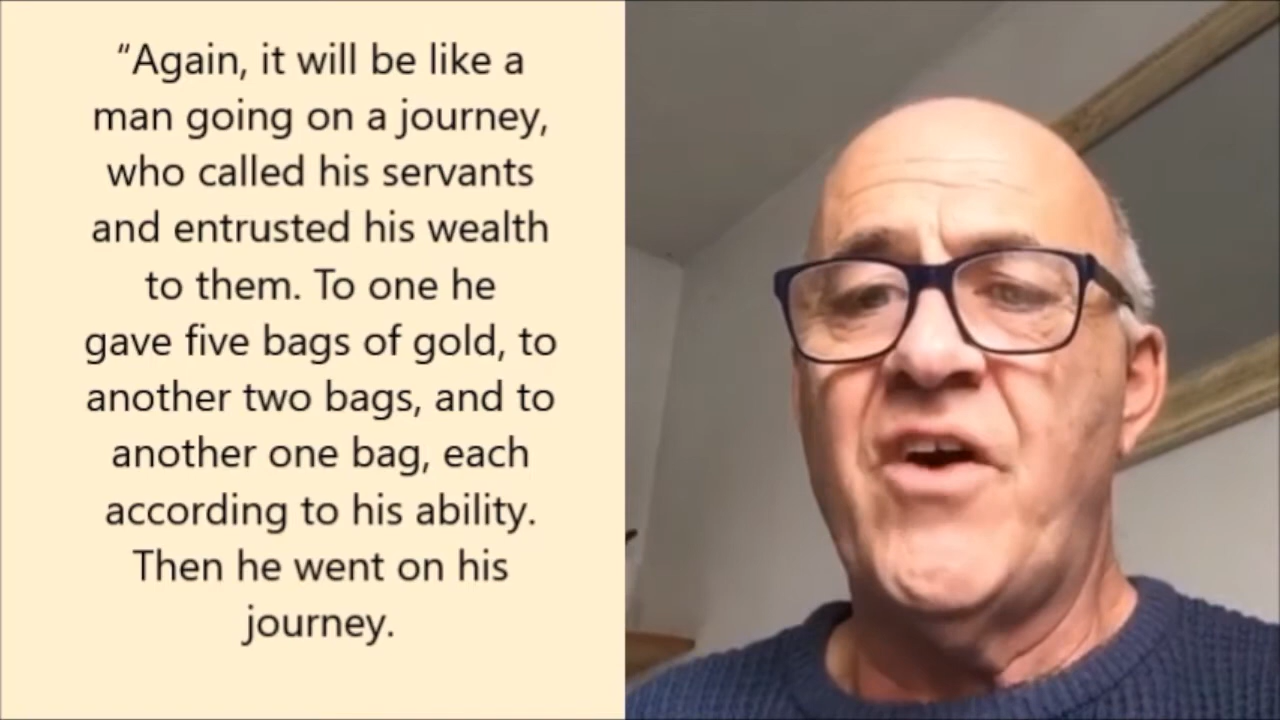 “Again, it will be like a
man going on a journey,
who called his servants
and entrusted his wealth
to them. To one he
gave five bags of gold, to
another two bags, and to
another one bag, each
according to his ability.
Then he went on his
journey.